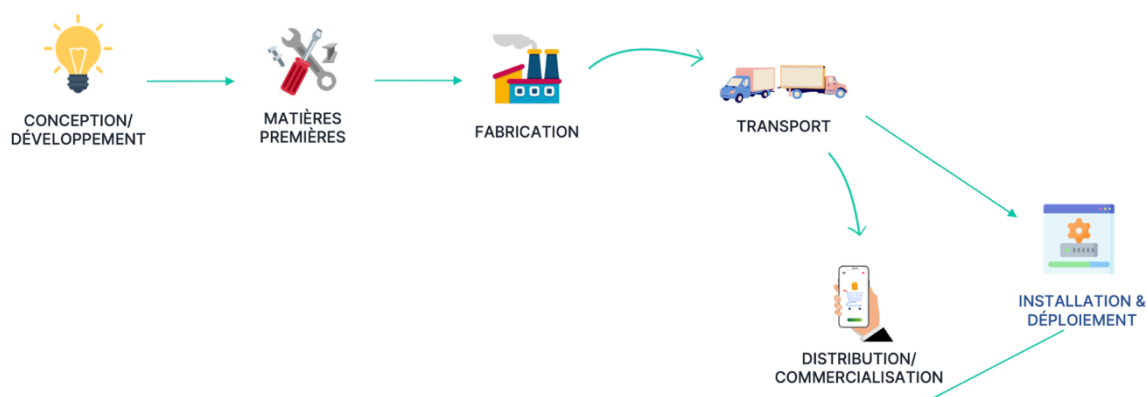 CONCEPTION/
DÉVELOPPEMENT
MATIÈRES
PREMIÈRES
FABRICATION
TRANSPORT
INSTALLATION &
DÉPLOIEMENT
DISTRIBUTION/
COMMERCIALISATION